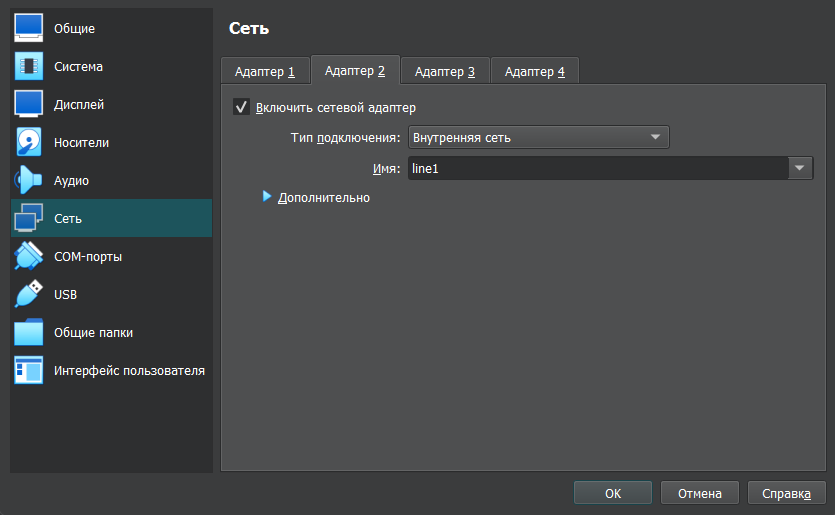 Общие
Система
Дисплей
Носители
Аудио
Сеть
COM-порты
USB
Общие папки
Интерфейс пользователя
Сеть
Адаптер 1 Адаптер 2 Адаптер 3 Адаптер 4
Включить сетевой адаптер
Тип подключения: Внутренняя сеть
Имя: line1
Дополнительно
OK Отмена Справка